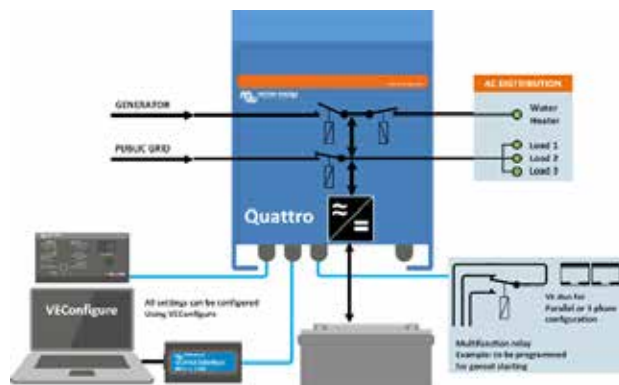 GENERATOR
PUBLIC GRID
AC DISTRIBUTION
Water
Heater
Load 1
Load 2
Load 3
Quattro
VEConfigure
All settings can be configured
Using VEConfigure
VE.Bus for
Parallel or 3 phase
configuration
Multifunction relay
Example: to be programmed
for genset starting